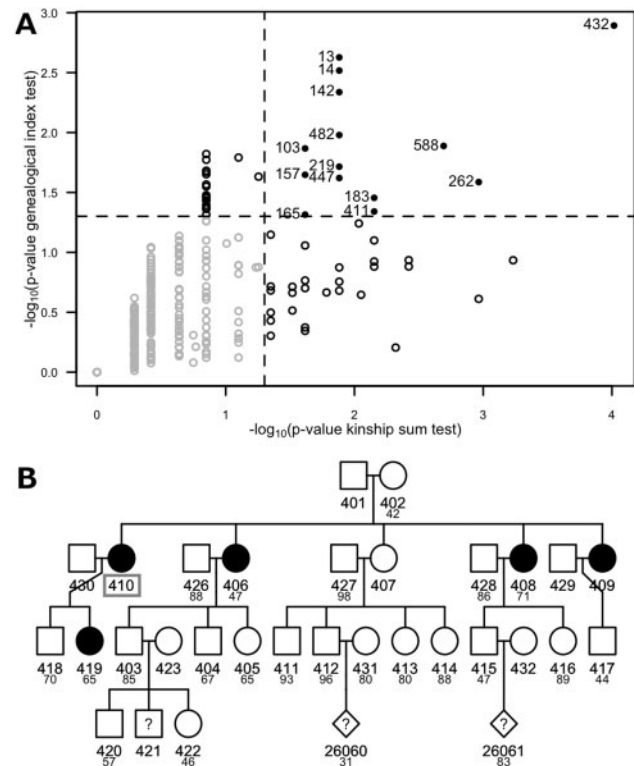 A
3.0
2.5
2.0
1.5
1.0
0.5
0.0
-log10(p-value genealogical index test)
432
13
14
142
482
103
588
219
157
447
262
183
165
411
0 1 2 3 4
-log10(p-value kinship sum test)
B
401 402
42
430 410 426 406 427 407 428 408 429 409
88 47 98 86 71
418 419 403 423 404 405 411 412 431 413 414 415 432 416 417
70 65 85 67 65 93 96 80 80 88 47 89 44
? ? ?
420 421 422 26060 26061
57 46 31 83